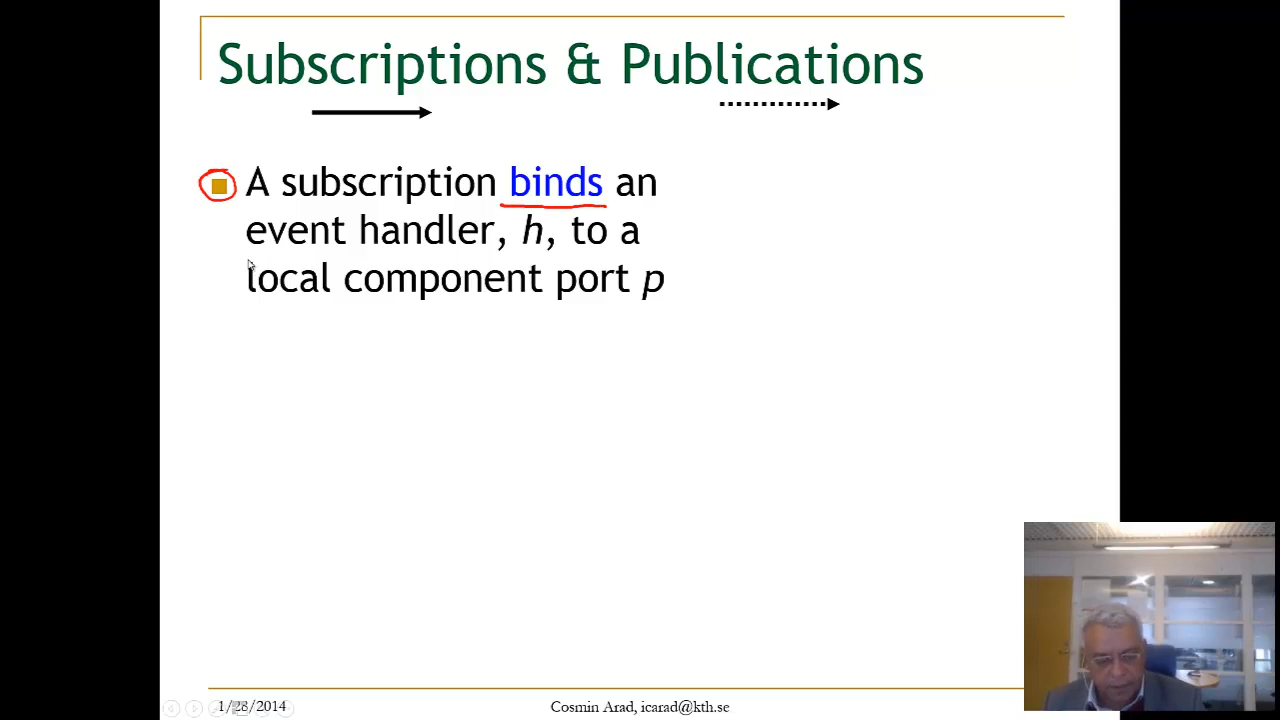 Subscriptions & Publications
A subscription binds an
event handler, h, to a
local component port p
1/28/2014
Cosmin Arad, icarad@kth.se